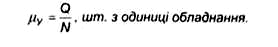 μ_У = Q/N, шт. з одиниці обладнання.